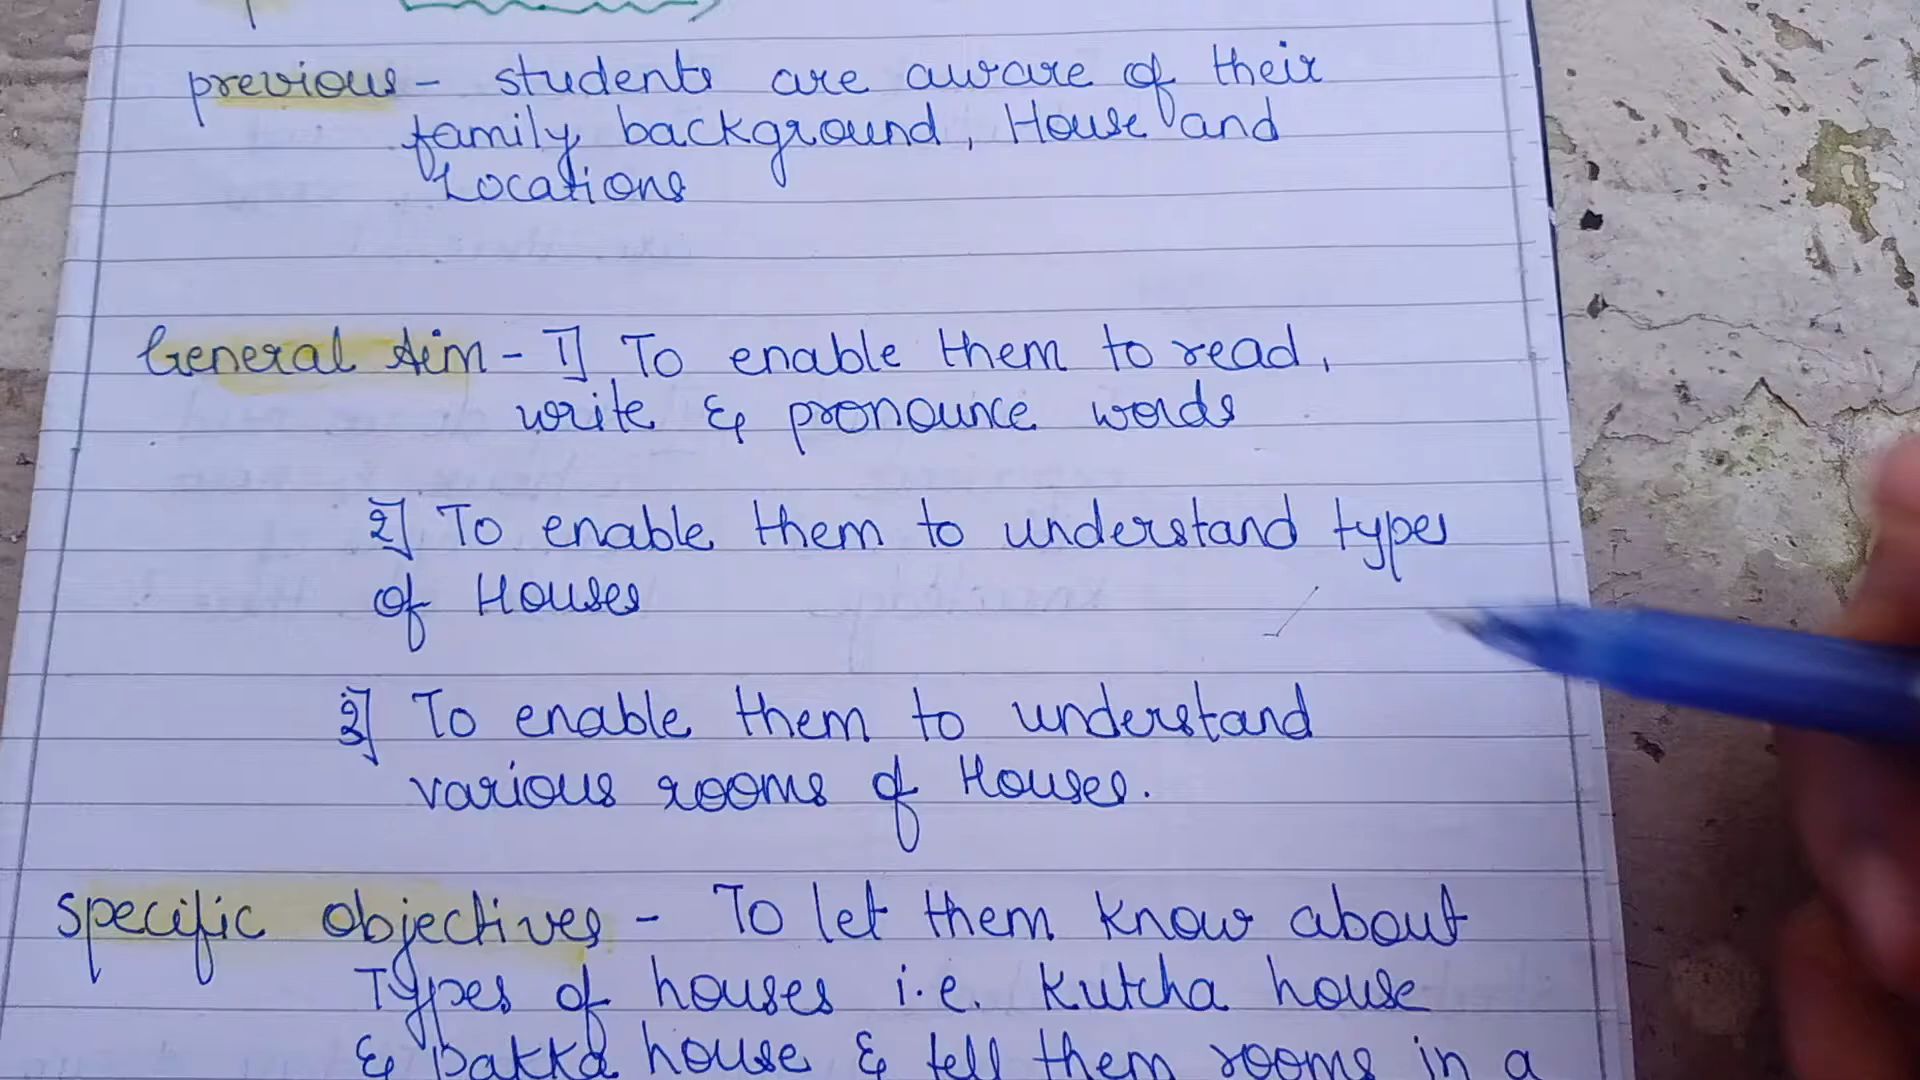 previous - students are aware of their
family background, House and
Locations
General Aim - 1] To enable them to read,
write & pronounce words
2] To enable them to understand types
of Houses
3] To enable them to understand
various rooms of Houses.
Specific objectives - To let them know about
Types of houses i.e. Kutcha house
& pakka house & tell them rooms in a